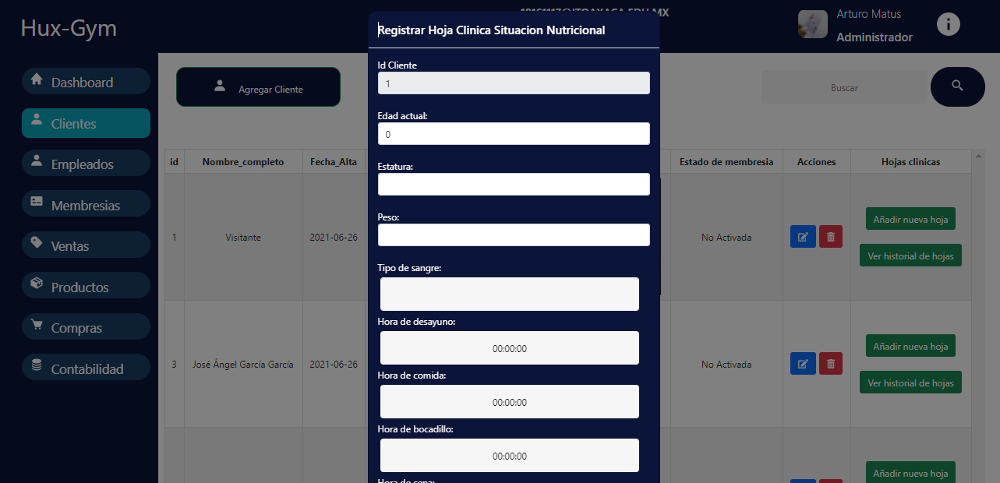 Hux-Gym
18161117@ITOAXACA.EDU.MX
Arturo Matus
Administrador
Dashboard
Clientes
Empleados
Membresias
Ventas
Productos
Compras
Contabilidad
Agregar Cliente
Buscar
id
Nombre_completo
Fecha_Alta
Estado de membresia
Acciones
Hojas clinicas
1
Visitante
2021-06-26
No Activada
Añadir nueva hoja
Ver historial de hojas
3
José Ángel García García
2021-06-26
No Activada
Añadir nueva hoja
Ver historial de hojas
Añadir nueva hoja
Registrar Hoja Clinica Situacion Nutricional
Id Cliente
1
Edad actual:
0
Estatura:
Peso:
Tipo de sangre:
Hora de desayuno:
00:00:00
Hora de comida:
00:00:00
Hora de bocadillo:
00:00:00
Hora de cena: